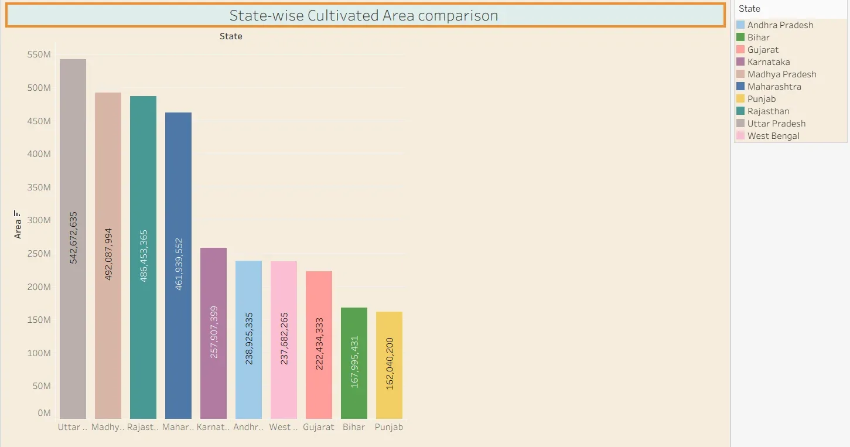 State-wise Cultivated Area comparison
State
Area
550M
500M
450M
400M
350M
300M
250M
200M
150M
100M
50M
0M
542,672,635
492,087,994
486,453,365
461,939,552
257,907,399
238,925,335
237,682,265
222,434,333
167,995,431
162,040,200
Uttar .. Madhy.. Rajast.. Mahar.. Karnat.. Andhr.. West .. Gujarat Bihar Punjab
State
Andhra Pradesh
Bihar
Gujarat
Karnataka
Madhya Pradesh
Maharashtra
Punjab
Rajasthan
Uttar Pradesh
West Bengal